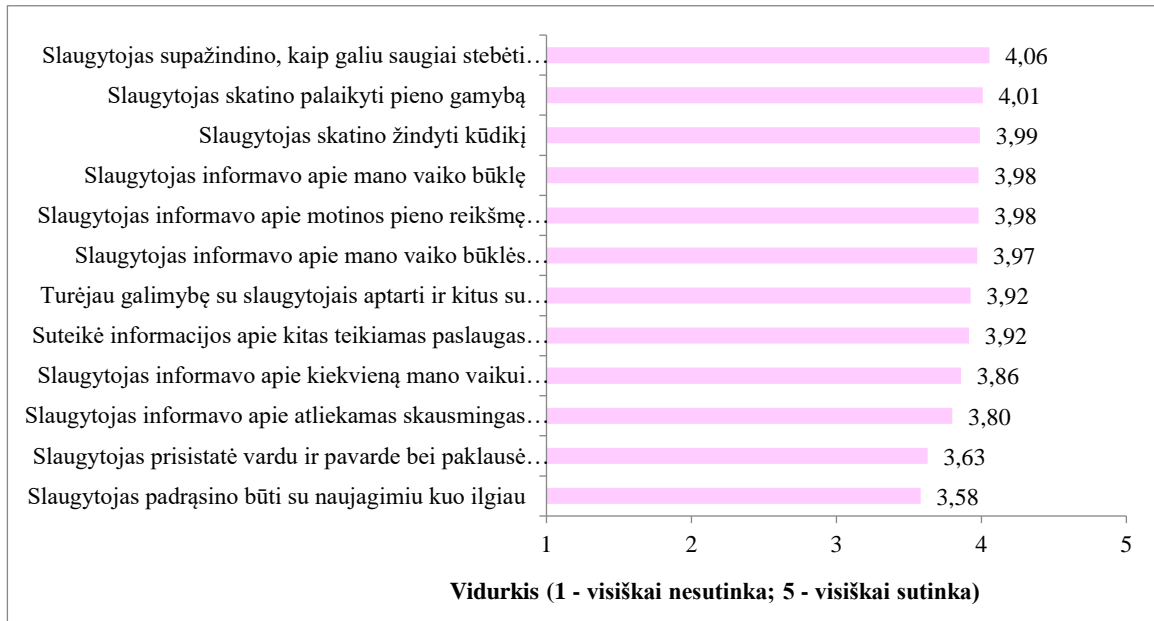 Slaugytojas supažindino, kaip galiu saugiai stebėti… 4,06
Slaugytojas skatino palaikyti pieno gamybą 4,01
Slaugytojas skatino žindyti kūdikį 3,99
Slaugytojas informavo apie mano vaiko būklę 3,98
Slaugytojas informavo apie motinos pieno reikšmę… 3,98
Slaugytojas informavo apie mano vaiko būklės… 3,97
Turėjau galimybę su slaugytojais aptarti ir kitus su… 3,92
Suteikė informacijos apie kitas teikiamas paslaugas… 3,92
Slaugytojas informavo apie kiekvieną mano vaikui… 3,86
Slaugytojas informavo apie atliekamas skausmingas… 3,80
Slaugytojas prisistatė vardu ir pavarde bei paklausė… 3,63
Slaugytojas padrąsino būti su naujagimiu kuo ilgiau 3,58
1 2 3 4 5
Vidurkis (1 - visiškai nesutinka; 5 - visiškai sutinka)